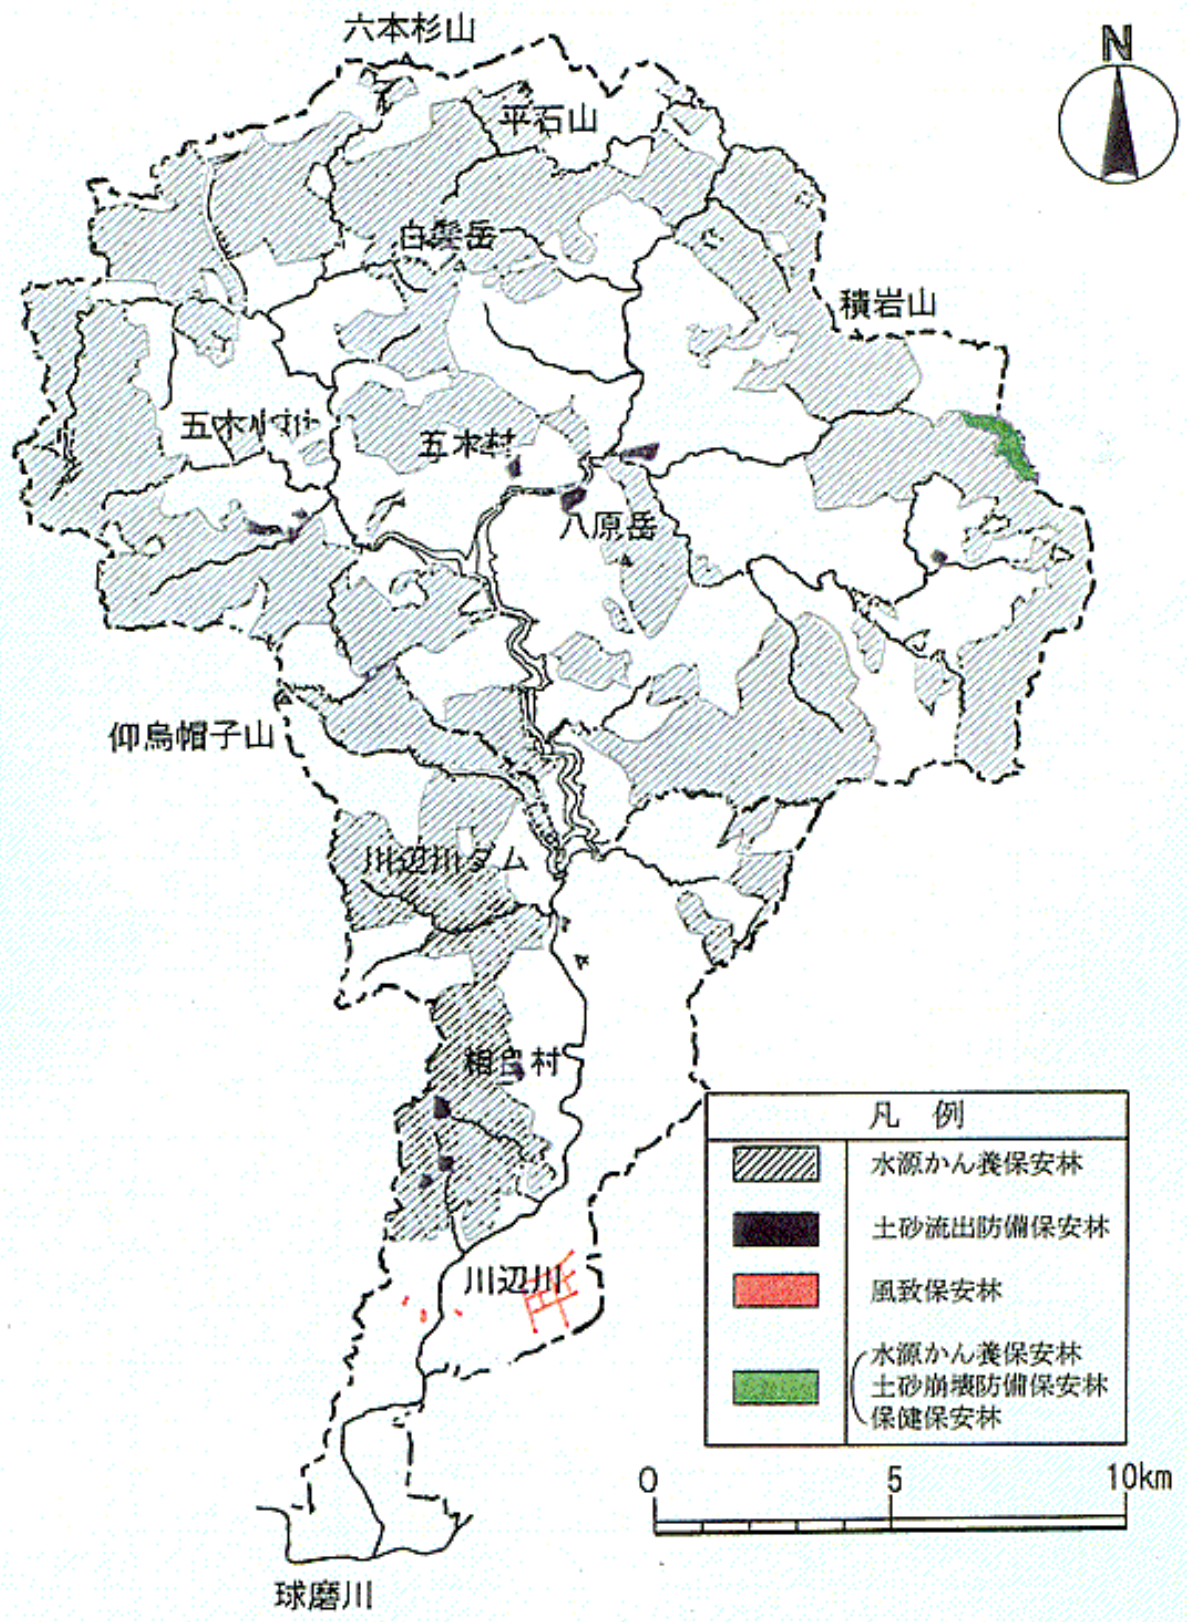 六本杉山
N
平石山
白髪岳
積岩山
五木村
八原岳
仰烏帽子山
川辺川ダム
相良村
川辺川
球磨川
凡 例
水源かん養保安林
土砂流出防備保安林
風致保安林
水源かん養保安林
土砂崩壊防備保安林
保健保安林
0 5 10km